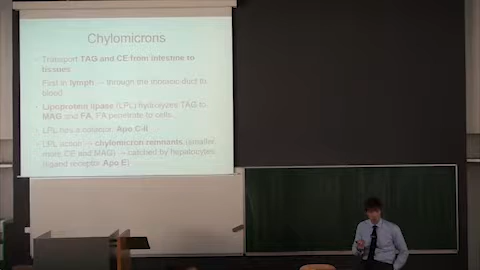 Chylomicrons
Transport TAG and CE from intestine to
tissues
First in lymph → through the thoracic duct to
blood
Lipoprotein lipase (LPL) hydrolyzes TAG to
MAG and FA, FA penetrate to cells
LPL has a cofactor: Apo C-II
LPL action → chylomicron remnants (smaller,
more CE and MAG) → catched by hepatocytes
(ligand receptor Apo E)